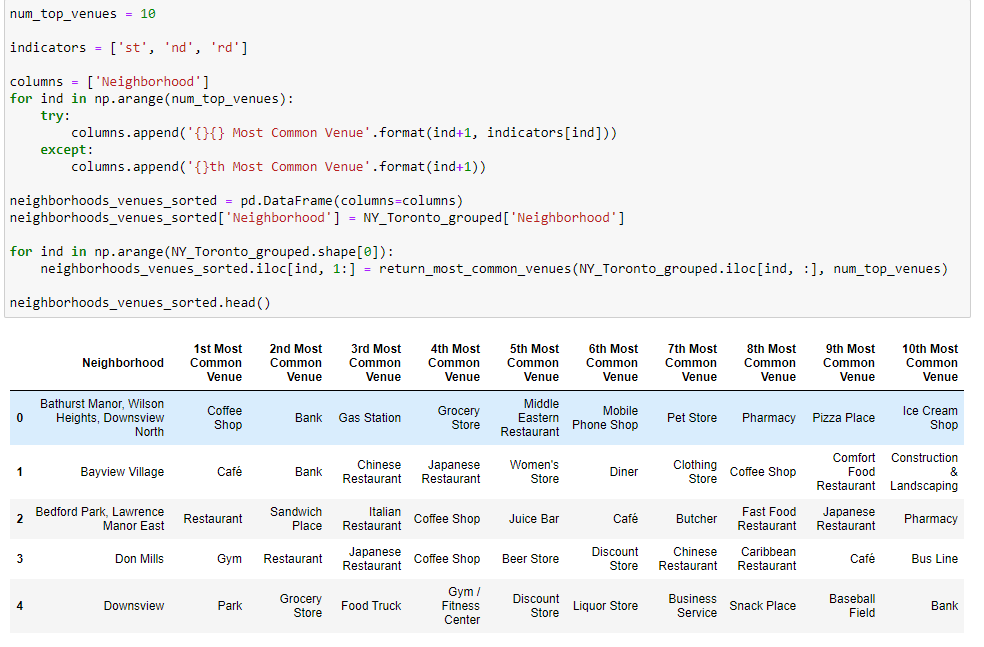 num_top_venues = 10

indicators = ['st', 'nd', 'rd']

columns = ['Neighborhood']
for ind in np.arange(num_top_venues):
    try:
        columns.append('{}{} Most Common Venue'.format(ind+1, indicators[ind]))
    except:
        columns.append('{}th Most Common Venue'.format(ind+1))

neighborhoods_venues_sorted = pd.DataFrame(columns=columns)
neighborhoods_venues_sorted['Neighborhood'] = NY_Toronto_grouped['Neighborhood']

for ind in np.arange(NY_Toronto_grouped.shape[0]):
    neighborhoods_venues_sorted.iloc[ind, 1:] = return_most_common_venues(NY_Toronto_grouped.iloc[ind, :], num_top_venues)

neighborhoods_venues_sorted.head()

Neighborhood 1st Most Common Venue 2nd Most Common Venue 3rd Most Common Venue 4th Most Common Venue 5th Most Common Venue 6th Most Common Venue 7th Most Common Venue 8th Most Common Venue 9th Most Common Venue 10th Most Common Venue
0 Bathurst Manor, Wilson Heights, Downsview North Coffee Shop Bank Gas Station Grocery Store Middle Eastern Restaurant Mobile Phone Shop Pet Store Pharmacy Pizza Place Ice Cream Shop
1 Bayview Village Café Bank Chinese Restaurant Japanese Restaurant Women's Store Diner Clothing Store Coffee Shop Comfort Food Restaurant Construction & Landscaping
2 Bedford Park, Lawrence Manor East Restaurant Sandwich Place Italian Restaurant Coffee Shop Juice Bar Café Butcher Fast Food Restaurant Japanese Restaurant Pharmacy
3 Don Mills Gym Restaurant Japanese Restaurant Coffee Shop Beer Store Discount Store Chinese Restaurant Caribbean Restaurant Café Bus Line
4 Downsview Park Grocery Store Food Truck Gym / Fitness Center Discount Store Liquor Store Business Service Snack Place Baseball Field Bank